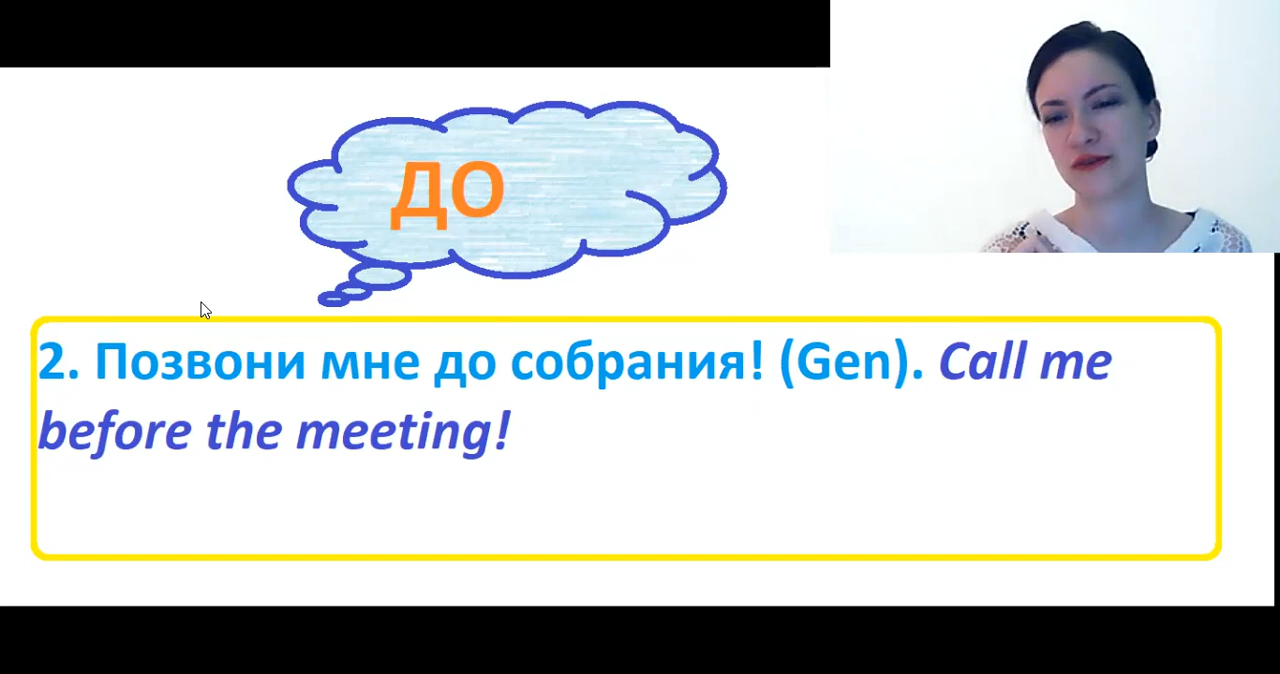 ДО
2. Позвони мне до собрания! (Gen). Call me
before the meeting!